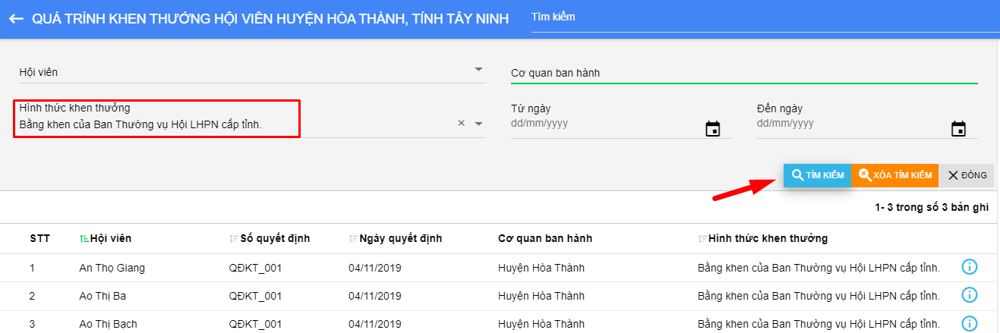 QUÁ TRÌNH KHEN THƯỚNG HỘI VIÊN HUYỆN HÒA THÀNH, TÍNH TÂY NINH
Tìm kiếm
Hội viên
Cơ quan ban hành
Hình thức khen thưởng
Bằng khen của Ban Thường vụ Hội LHPN cấp tỉnh.
Từ ngày
dd/mm/yyyy
Đến ngày
dd/mm/yyyy
TÌM KIẾM
XÓA TÌM KIẾM
ĐÓNG
1- 3 trong số 3 bản ghi
STT Hội viên Số quyết định Ngày quyết định Cơ quan ban hành Hình thức khen thưởng
1 An Thọ Giang QĐKT_001 04/11/2019 Huyện Hòa Thành Bằng khen của Ban Thường vụ Hội LHPN cấp tỉnh.
2 Ao Thị Ba QĐKT_001 04/11/2019 Huyện Hòa Thành Bằng khen của Ban Thường vụ Hội LHPN cấp tỉnh.
3 Ao Thị Bạch QĐKT_001 04/11/2019 Huyện Hòa Thành Bằng khen của Ban Thường vụ Hội LHPN cấp tỉnh.